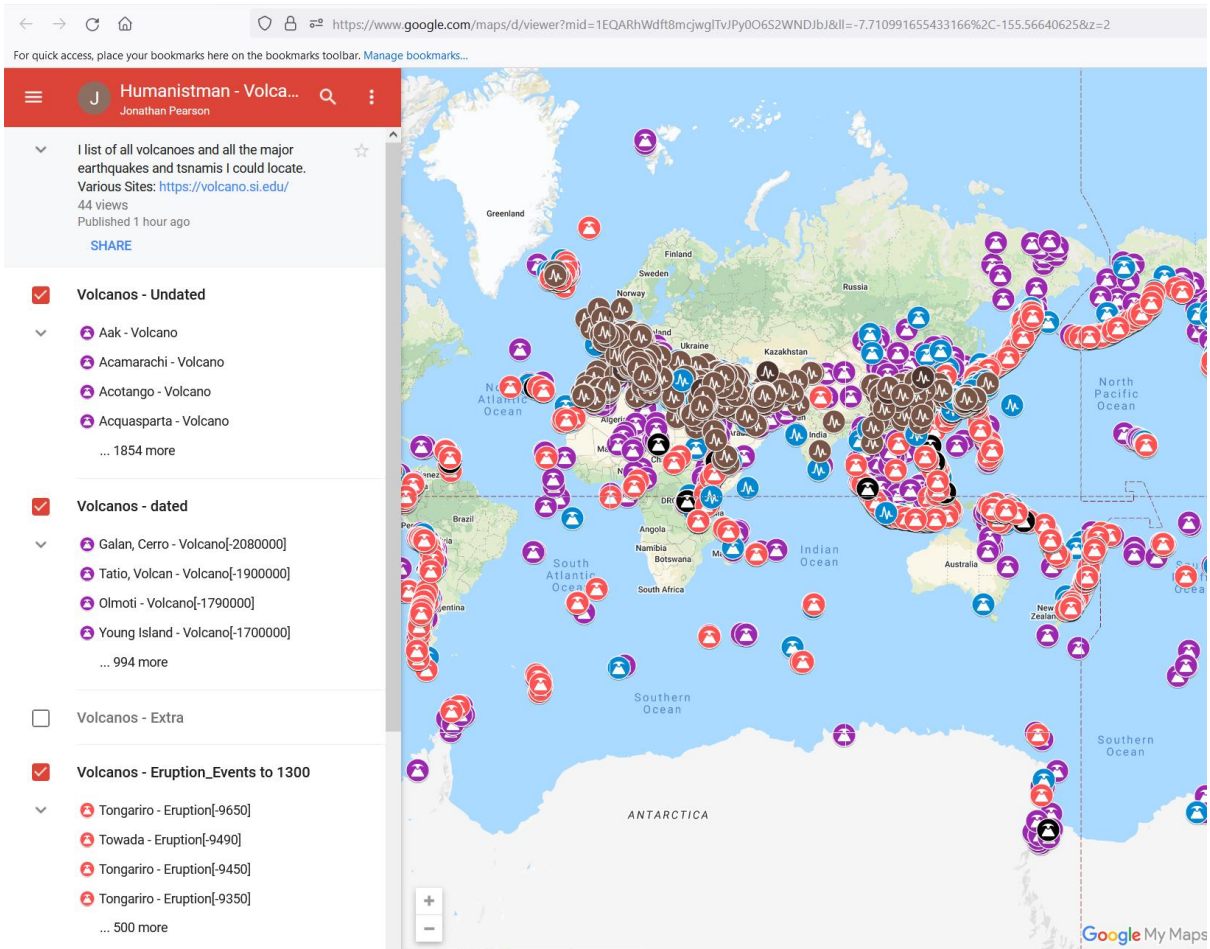 https://www.google.com/maps/d/viewer?mid=1EQARhWdft8mcjwglTvJPy0O6S2WNDJbJ&ll=-7.710991655433166%2C-155.56640625&z=2
For quick access, place your bookmarks here on the bookmarks toolbar. Manage bookmarks...
J
Humanistman - Volca...
Jonathan Pearson
I list of all volcanoes and all the major
earthquakes and tsnamis I could locate.
Various Sites: https://volcano.si.edu/
44 views
Published 1 hour ago
SHARE
Volcanos - Undated
Aak - Volcano
Acamarachi - Volcano
Acotango - Volcano
Acquasparta - Volcano
... 1854 more
Volcanos - dated
Galan, Cerro - Volcano[-2080000]
Tatio, Volcan - Volcano[-1900000]
Olmoti - Volcano[-1790000]
Young Island - Volcano[-1700000]
... 994 more
Volcanos - Extra
Volcanos - Eruption_Events to 1300
Tongariro - Eruption[-9650]
Towada - Eruption[-9490]
Tongariro - Eruption[-9450]
Tongariro - Eruption[-9350]
... 500 more
Greenland
Finland
Sweden
Norway
Russia
Ukraine
Kazakhstan
Atlantic
Ocean
North
Pacific
Ocean
India
DRC
Brazil
Angola
Namibia
Botswana
South Africa
South
Atlantic
Indian
Ocean
Australia
New
Southern
Ocean
Southern
Ocean
ANTARCTICA
+
−
Google My Maps